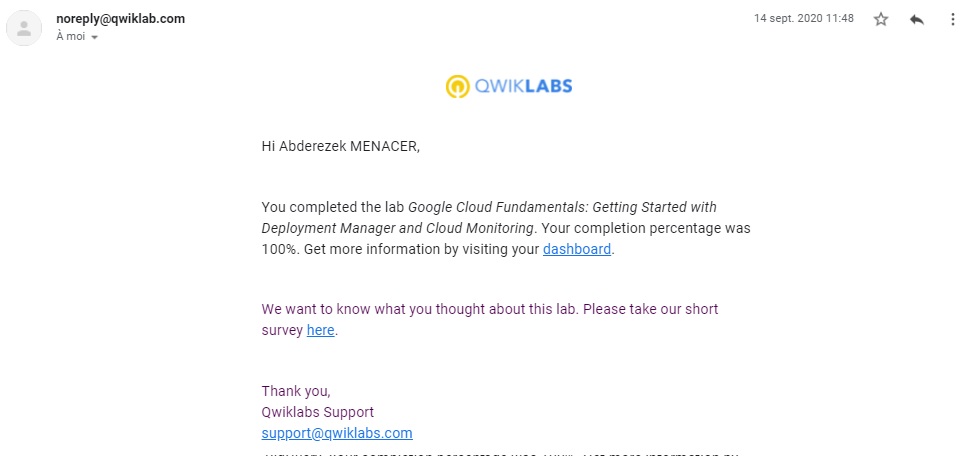 noreply@qwiklab.com
14 sept. 2020 11:48
À moi
QWIKLABS
Hi Abderezek MENACER,
You completed the lab Google Cloud Fundamentals: Getting Started with
Deployment Manager and Cloud Monitoring. Your completion percentage was
100%. Get more information by visiting your dashboard.
We want to know what you thought about this lab. Please take our short
survey here.
Thank you,
Qwiklabs Support
support@qwiklabs.com